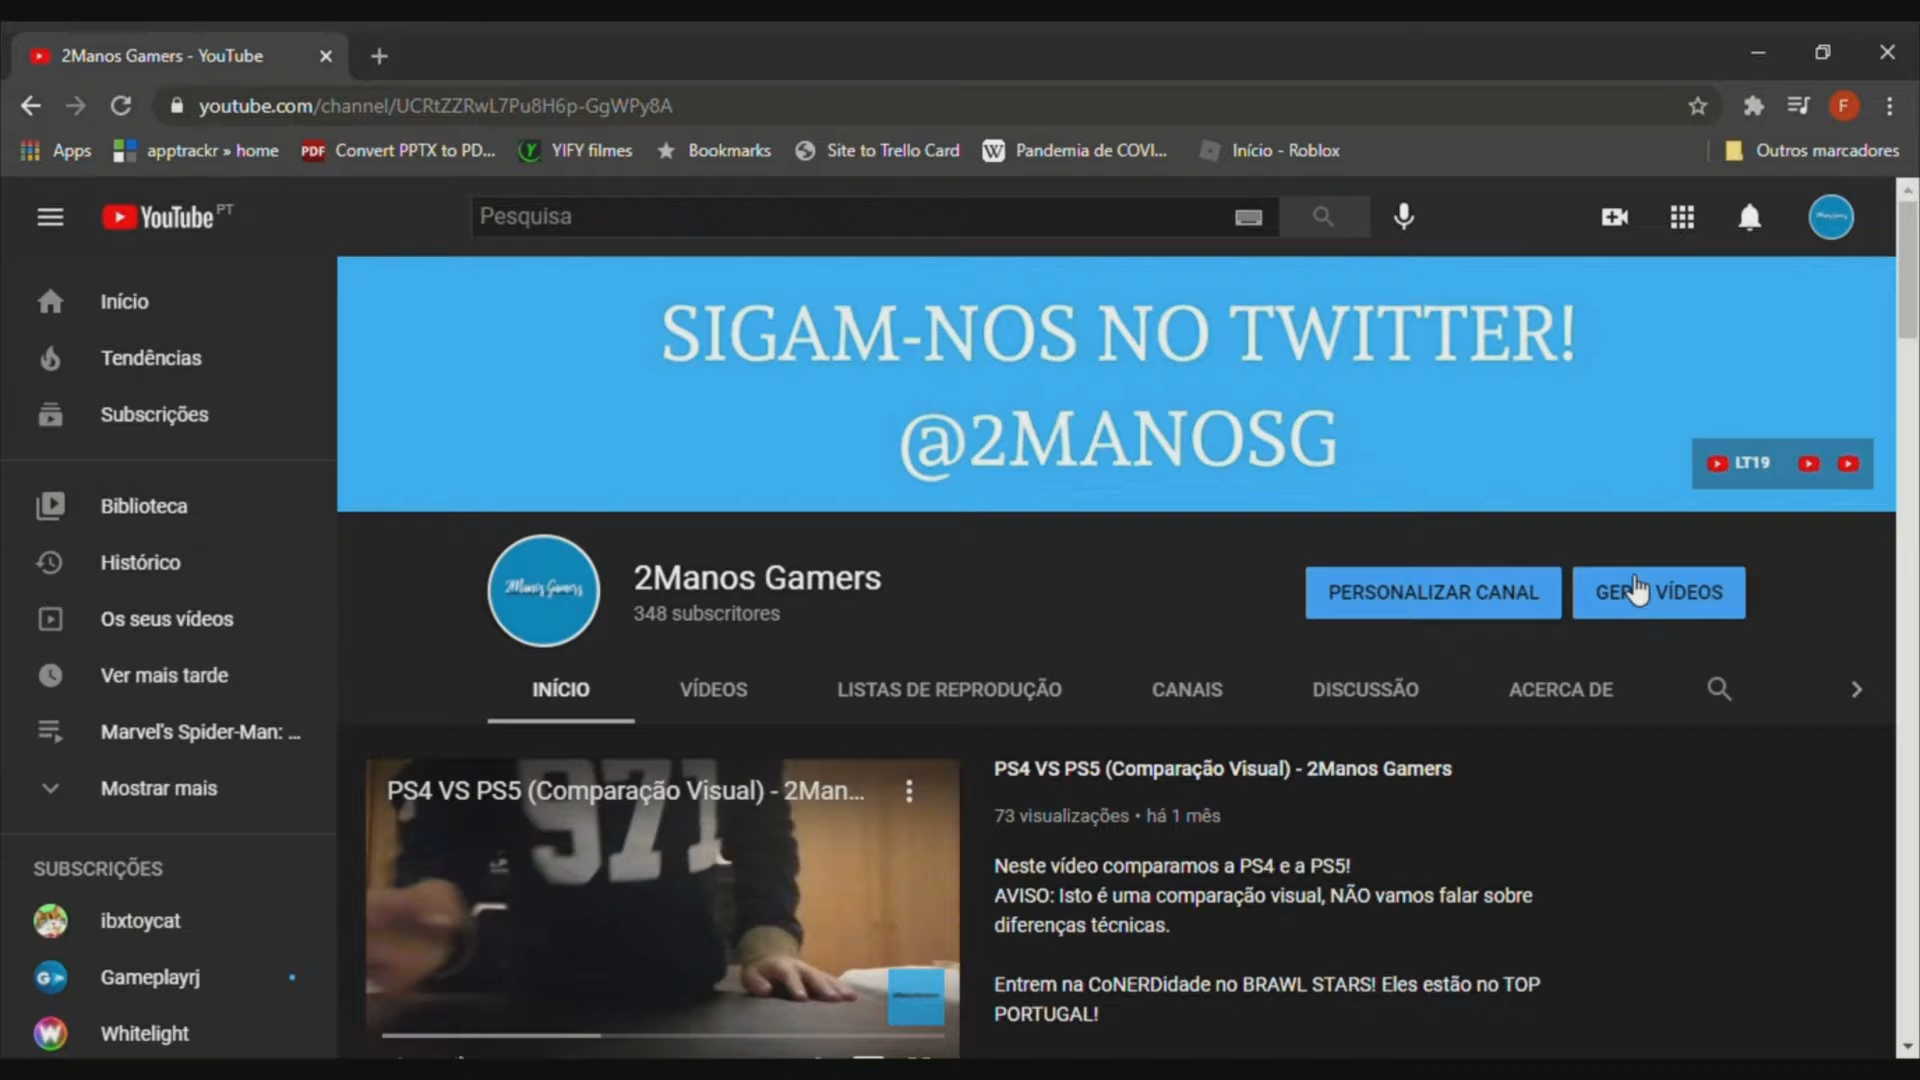 2Manos Gamers - YouTube
youtube.com/channel/UCRtZZRwL7Pu8H6p-GgWPy8A
F
Apps
apptrackr » home
PDF
Convert PPTX to PD...
YIFY filmes
Bookmarks
Site to Trello Card
W
Pandemia de COVI...
Início - Roblox
Outros marcadores
YouTube PT
Pesquisa
Início
Tendências
Subscrições
Biblioteca
Histórico
Os seus vídeos
Ver mais tarde
Marvel's Spider-Man: ...
Mostrar mais
SUBSCRIÇÕES
ibxtoycat
Gameplayrj
Whitelight
SIGAM-NOS NO TWITTER!
@2MANOSG
LT19
2Manos Gamers
2Manos Gamers
348 subscritores
PERSONALIZAR CANAL
VÍDEOS
INÍCIO
VÍDEOS
LISTAS DE REPRODUÇÃO
CANAIS
DISCUSSÃO
ACERCA DE
PS4 VS PS5 (Comparação Visual) - 2Man...
971
PS4 VS PS5 (Comparação Visual) - 2Manos Gamers
73 visualizações • há 1 mês
Neste vídeo comparamos a PS4 e a PS5!
AVISO: Isto é uma comparação visual, NÃO vamos falar sobre
diferenças técnicas.
Entrem na CoNERDidade no BRAWL STARS! Eles estão no TOP
PORTUGAL!